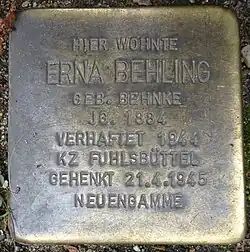 HIER WOHNTE
ERNA BEHLING
GEB. BEHNKE
JG. 1884
VERHAFTET 1944
KZ FUHLSBÜTTEL
GEHENKT 21.4.1945
NEUENGAMME